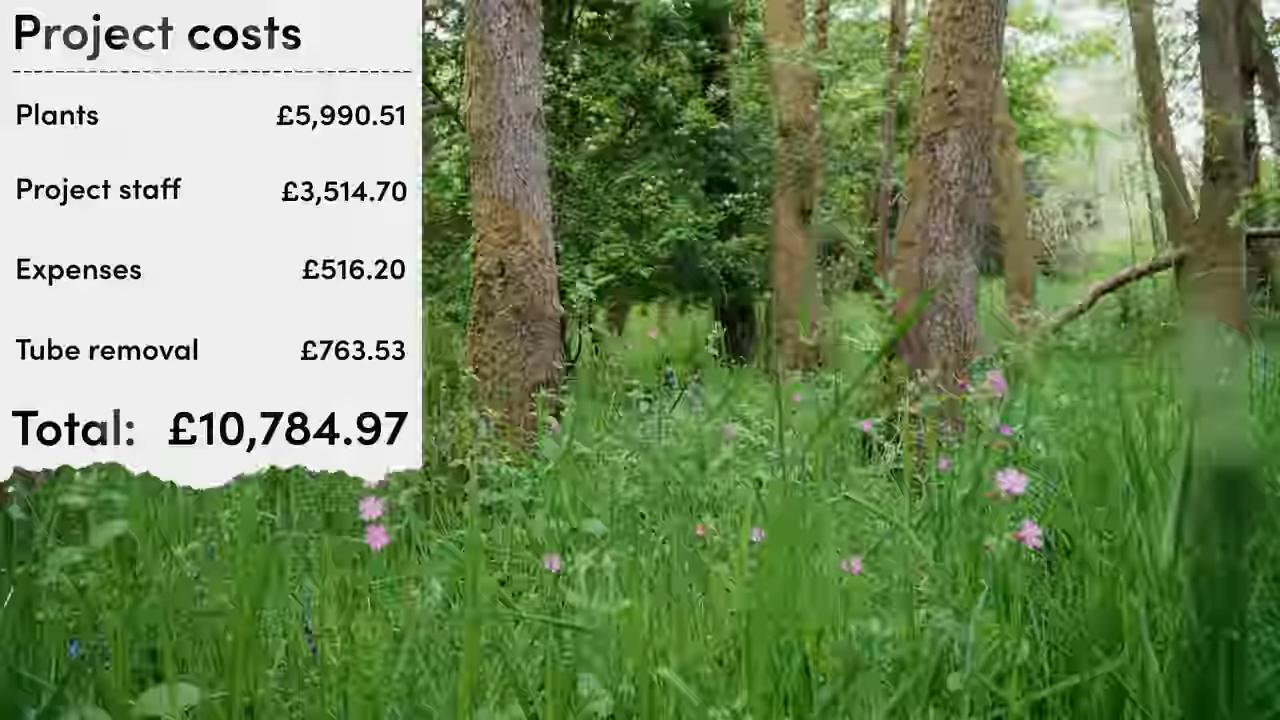 Project costs
Plants £5,990.51
Project staff £3,514.70
Expenses £516.20
Tube removal £763.53
Total: £10,784.97